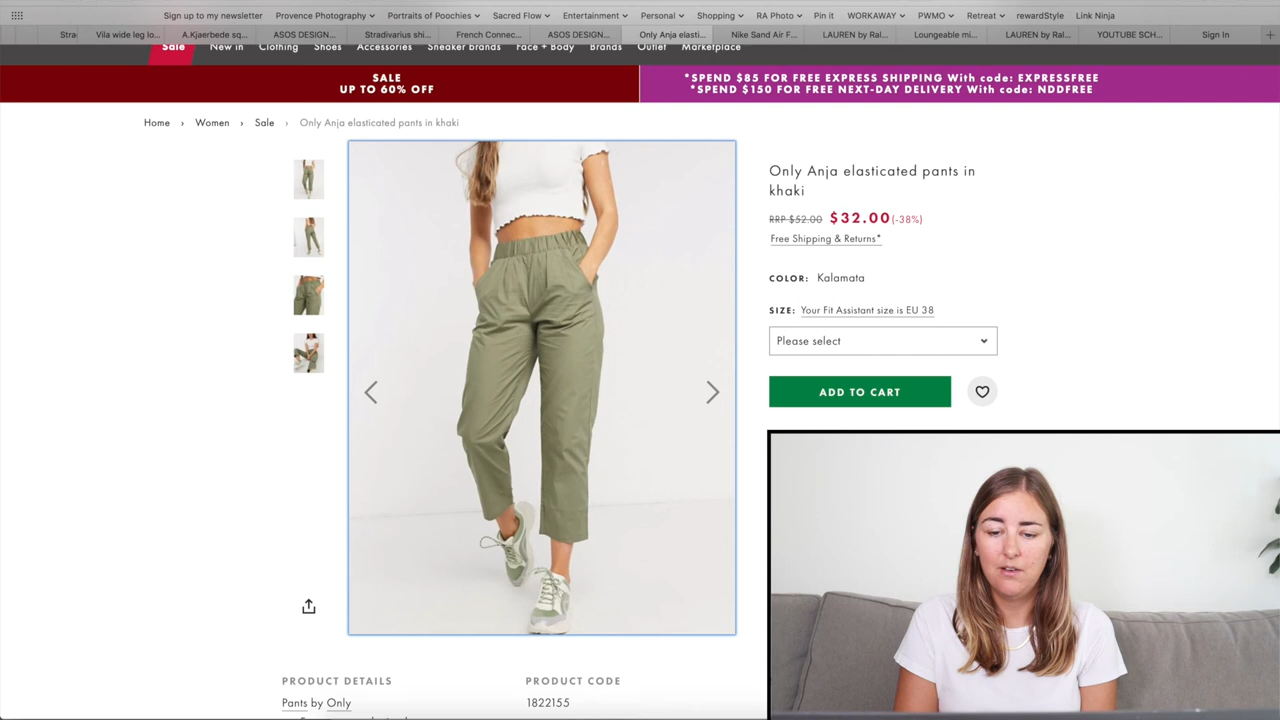 Sign up to my newsletter Provence Photography Portraits of Poochies Sacred Flow Entertainment Personal Shopping RA Photo Pin it WORKAWAY PWMO Retreat rewardStyle Link Ninja
Stra Vila wide leg lo... A.Kjaerbede sq... ASOS DESIGN... Stradivarius shi... French Connec... ASOS DESIGN... Only Anja elasti... Nike Sand Air F... LAUREN by Ral... Loungeable mi... LAUREN by Ral... YOUTUBE SCH... Sign In
Sale New in Clothing Shoes Accessories Sneaker brands Face + Body Brands Outlet Marketplace
SALE
UP TO 60% OFF
*SPEND $85 FOR FREE EXPRESS SHIPPING With code: EXPRESSFREE
*SPEND $150 FOR FREE NEXT-DAY DELIVERY With code: NDDFREE
Home › Women › Sale › Only Anja elasticated pants in khaki
Only Anja elasticated pants in
khaki
RRP $52.00 $32.00 (-38%)
Free Shipping & Returns*
COLOR: Kalamata
SIZE: Your Fit Assistant size is EU 38
Please select
ADD TO CART
PRODUCT DETAILS
Pants by Only
PRODUCT CODE
1822155